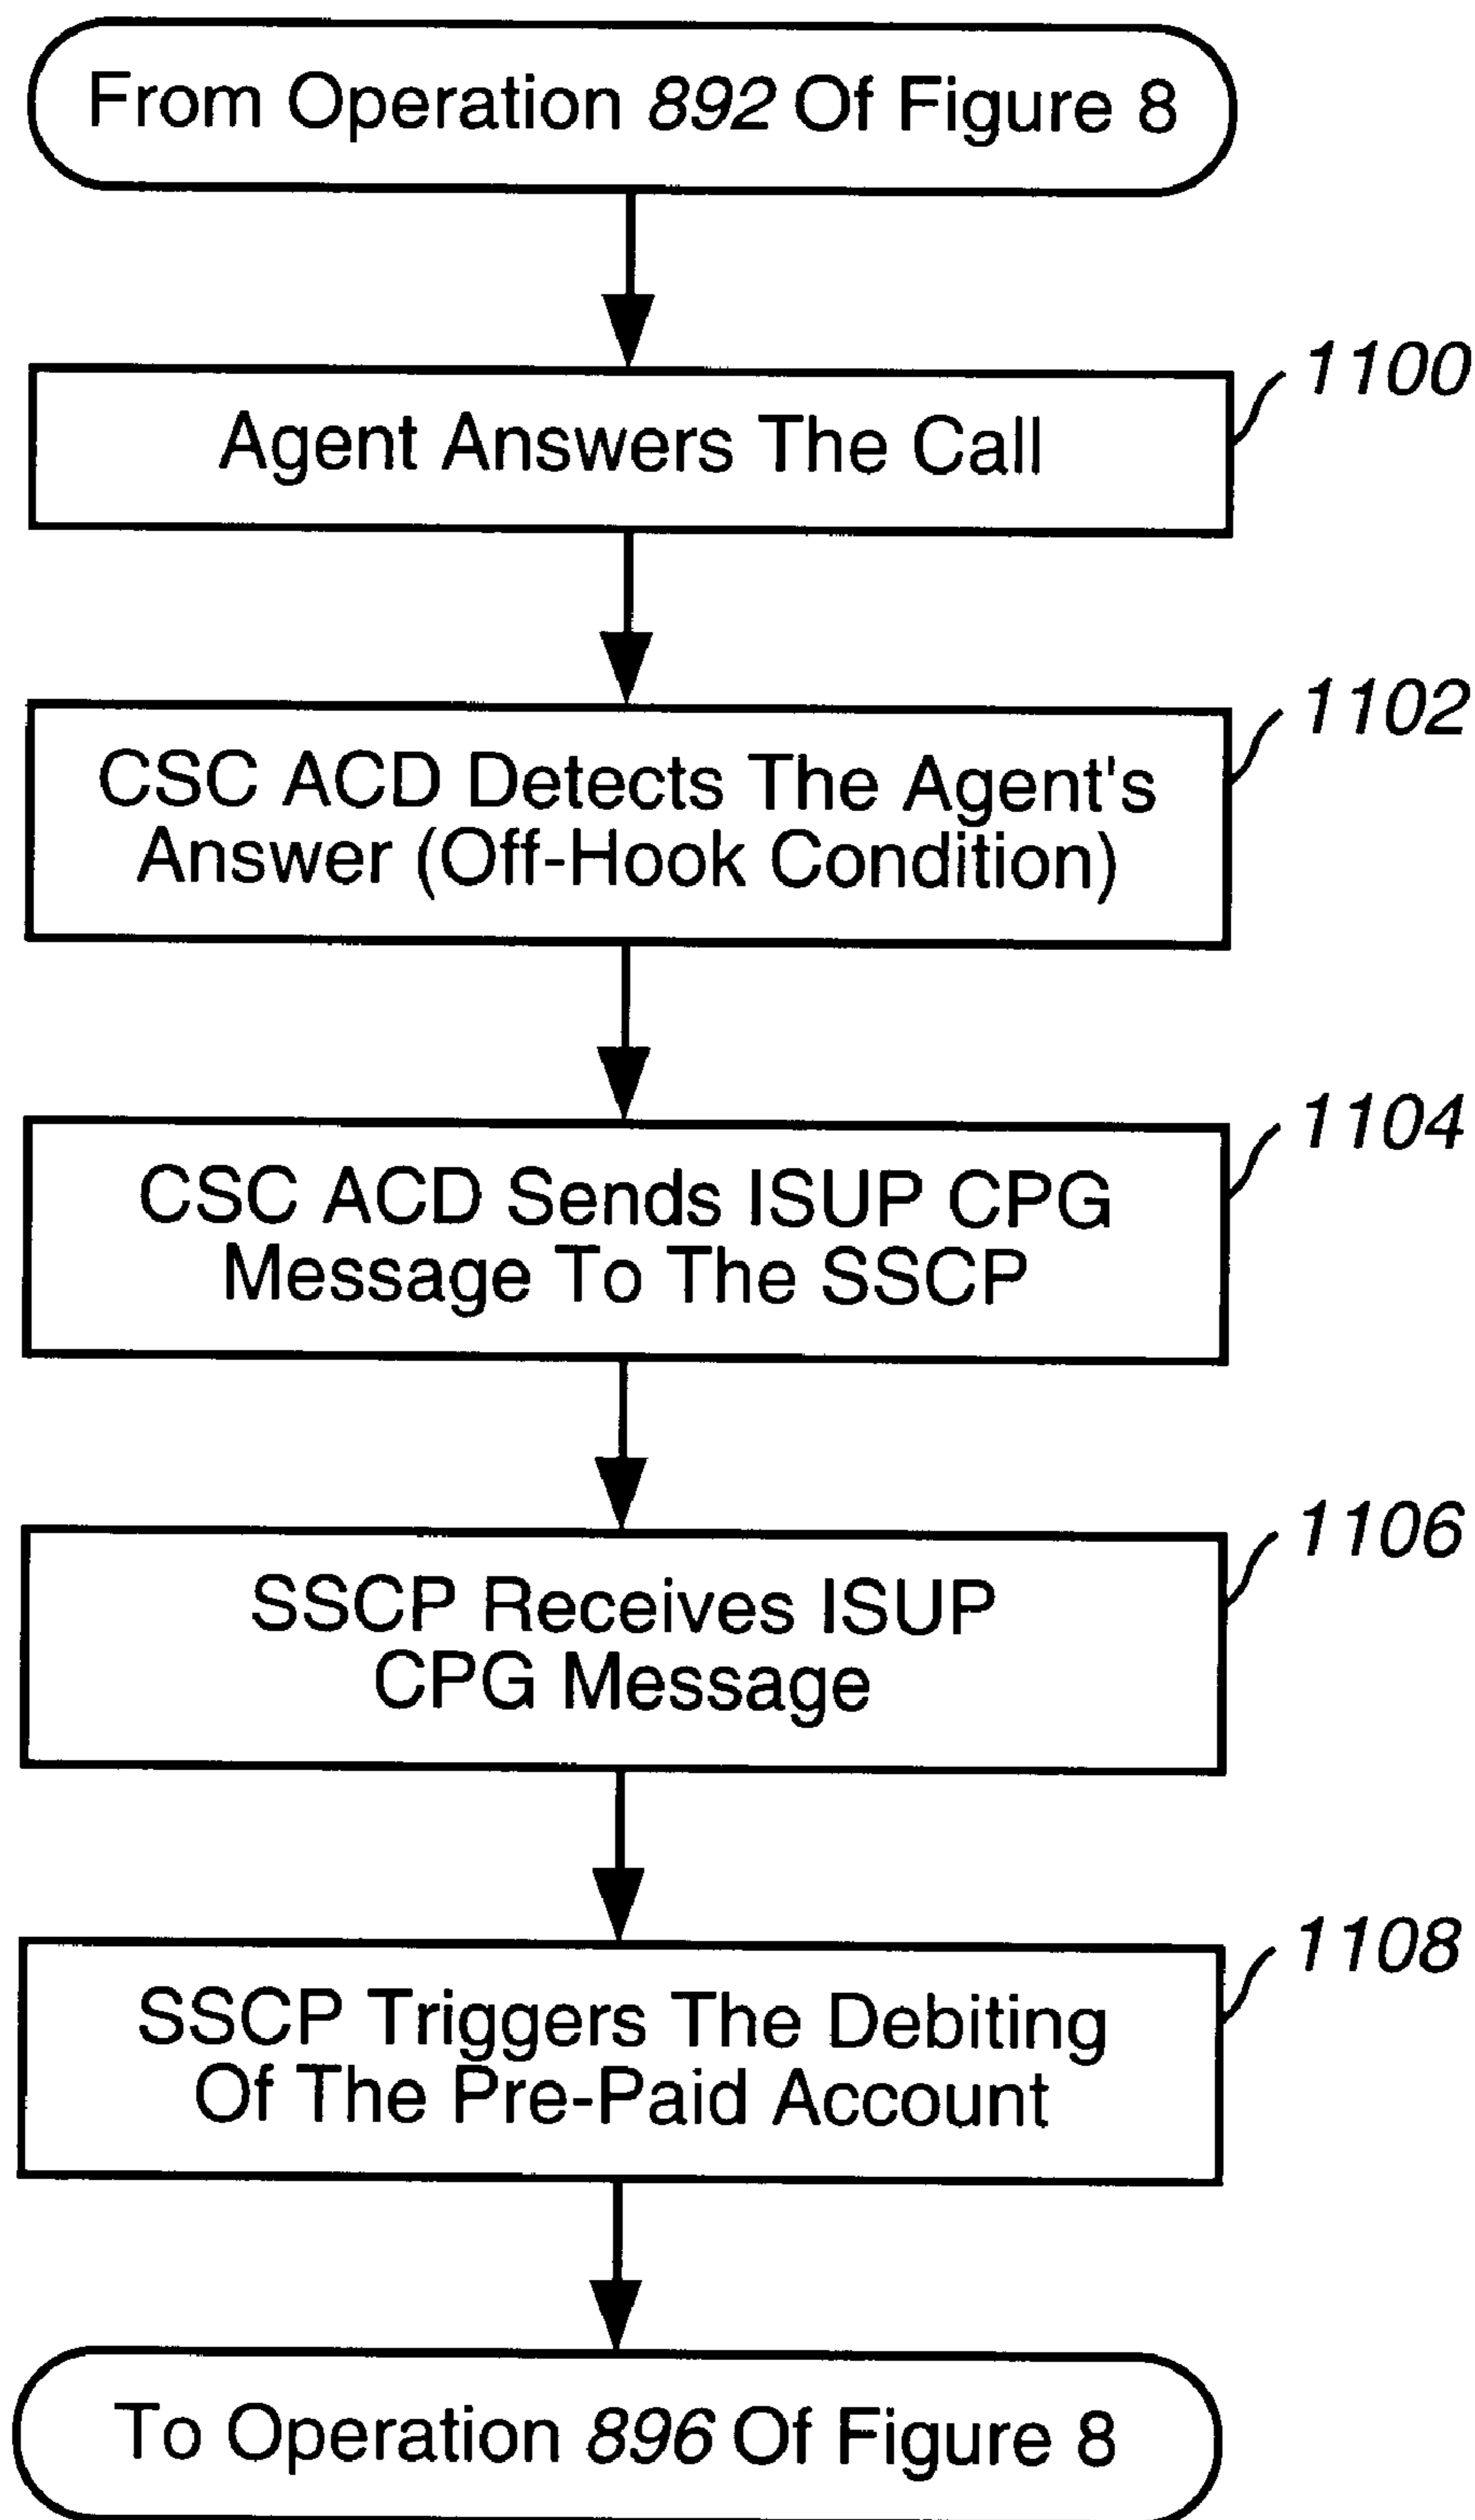 From Operation 892 Of Figure 8
1100
Agent Answers The Call
1102
CSC ACD Detects The Agent's
Answer (Off-Hook Condition)
1104
CSC ACD Sends ISUP CPG
Message To The SSCP
1106
SSCP Receives ISUP
CPG Message
1108
SSCP Triggers The Debiting
Of The Pre-Paid Account
To Operation 896 Of Figure 8